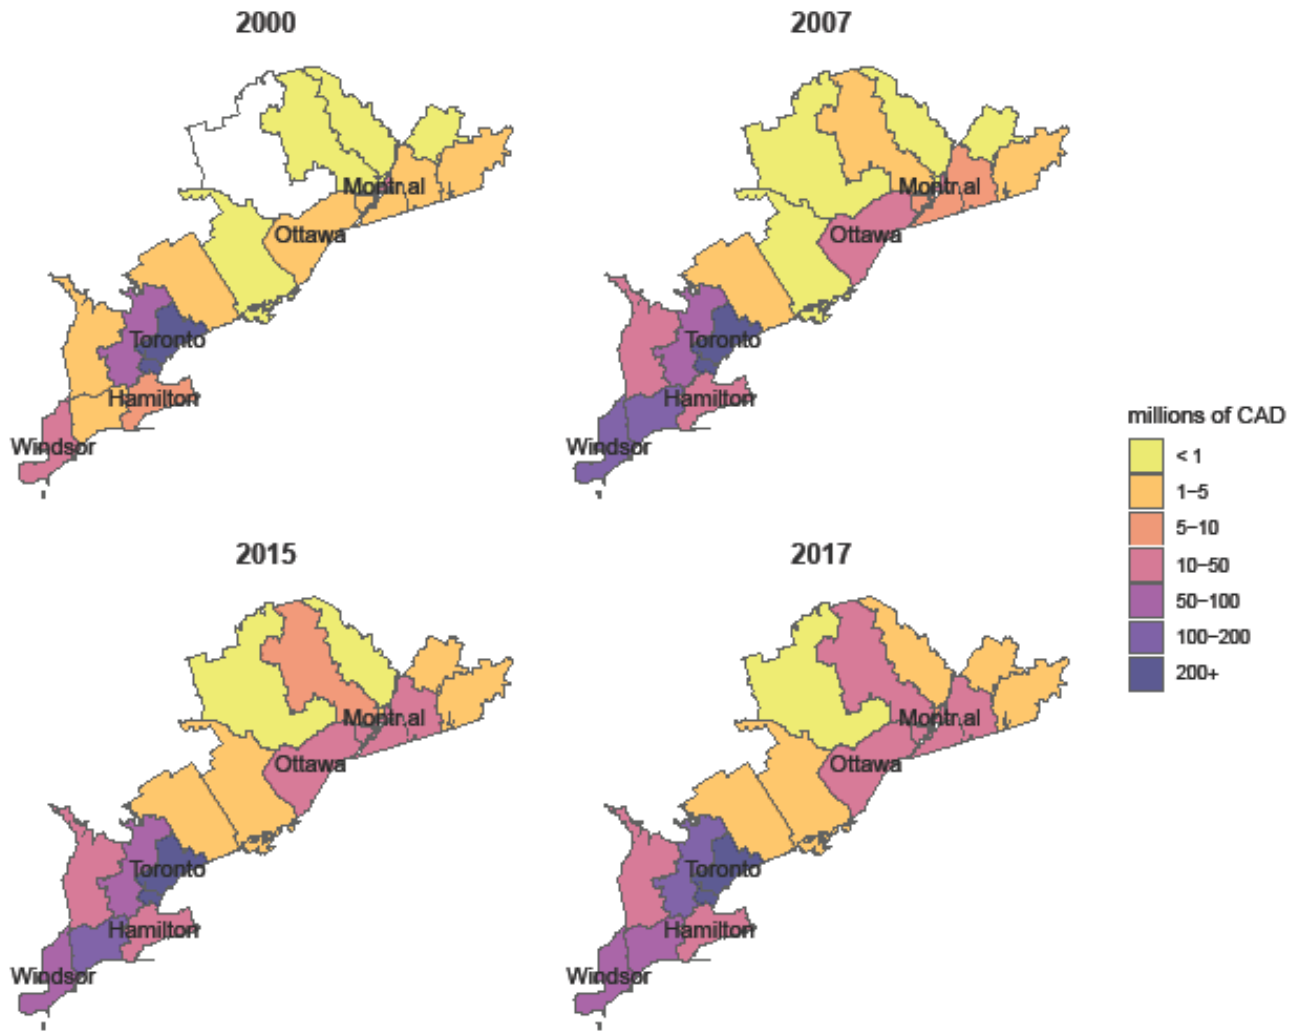 2000
2007
Montr.al
Ottawa
Toronto
Hamilton
Windsor
Montr.al
Ottawa
Toronto
Hamilton
Windsor
millions of CAD
< 1
1–5
5–10
10–50
50–100
100–200
200+
2015
2017
Montr.al
Ottawa
Toronto
Hamilton
Windsor
Montr.al
Ottawa
Toronto
Hamilton
Windsor